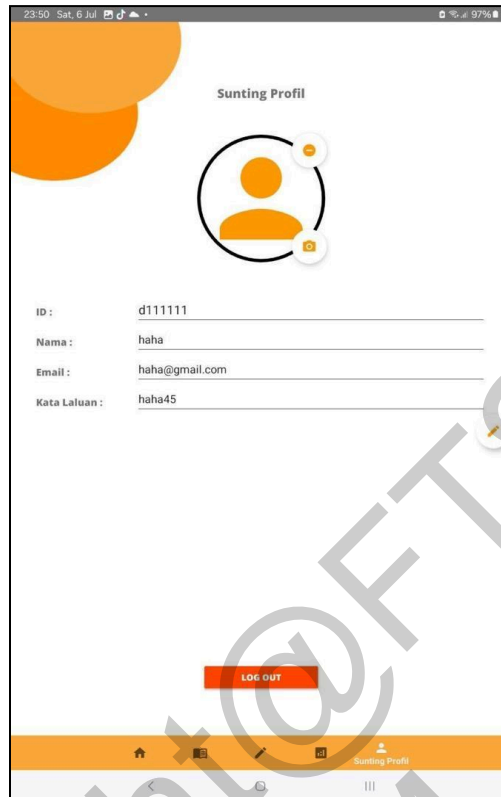 23:50 Sat, 6 Jul
97%
Sunting Profil
ID : d111111
Nama : haha
Email : haha@gmail.com
Kata Laluan : haha45
LOG OUT
Sunting Profil